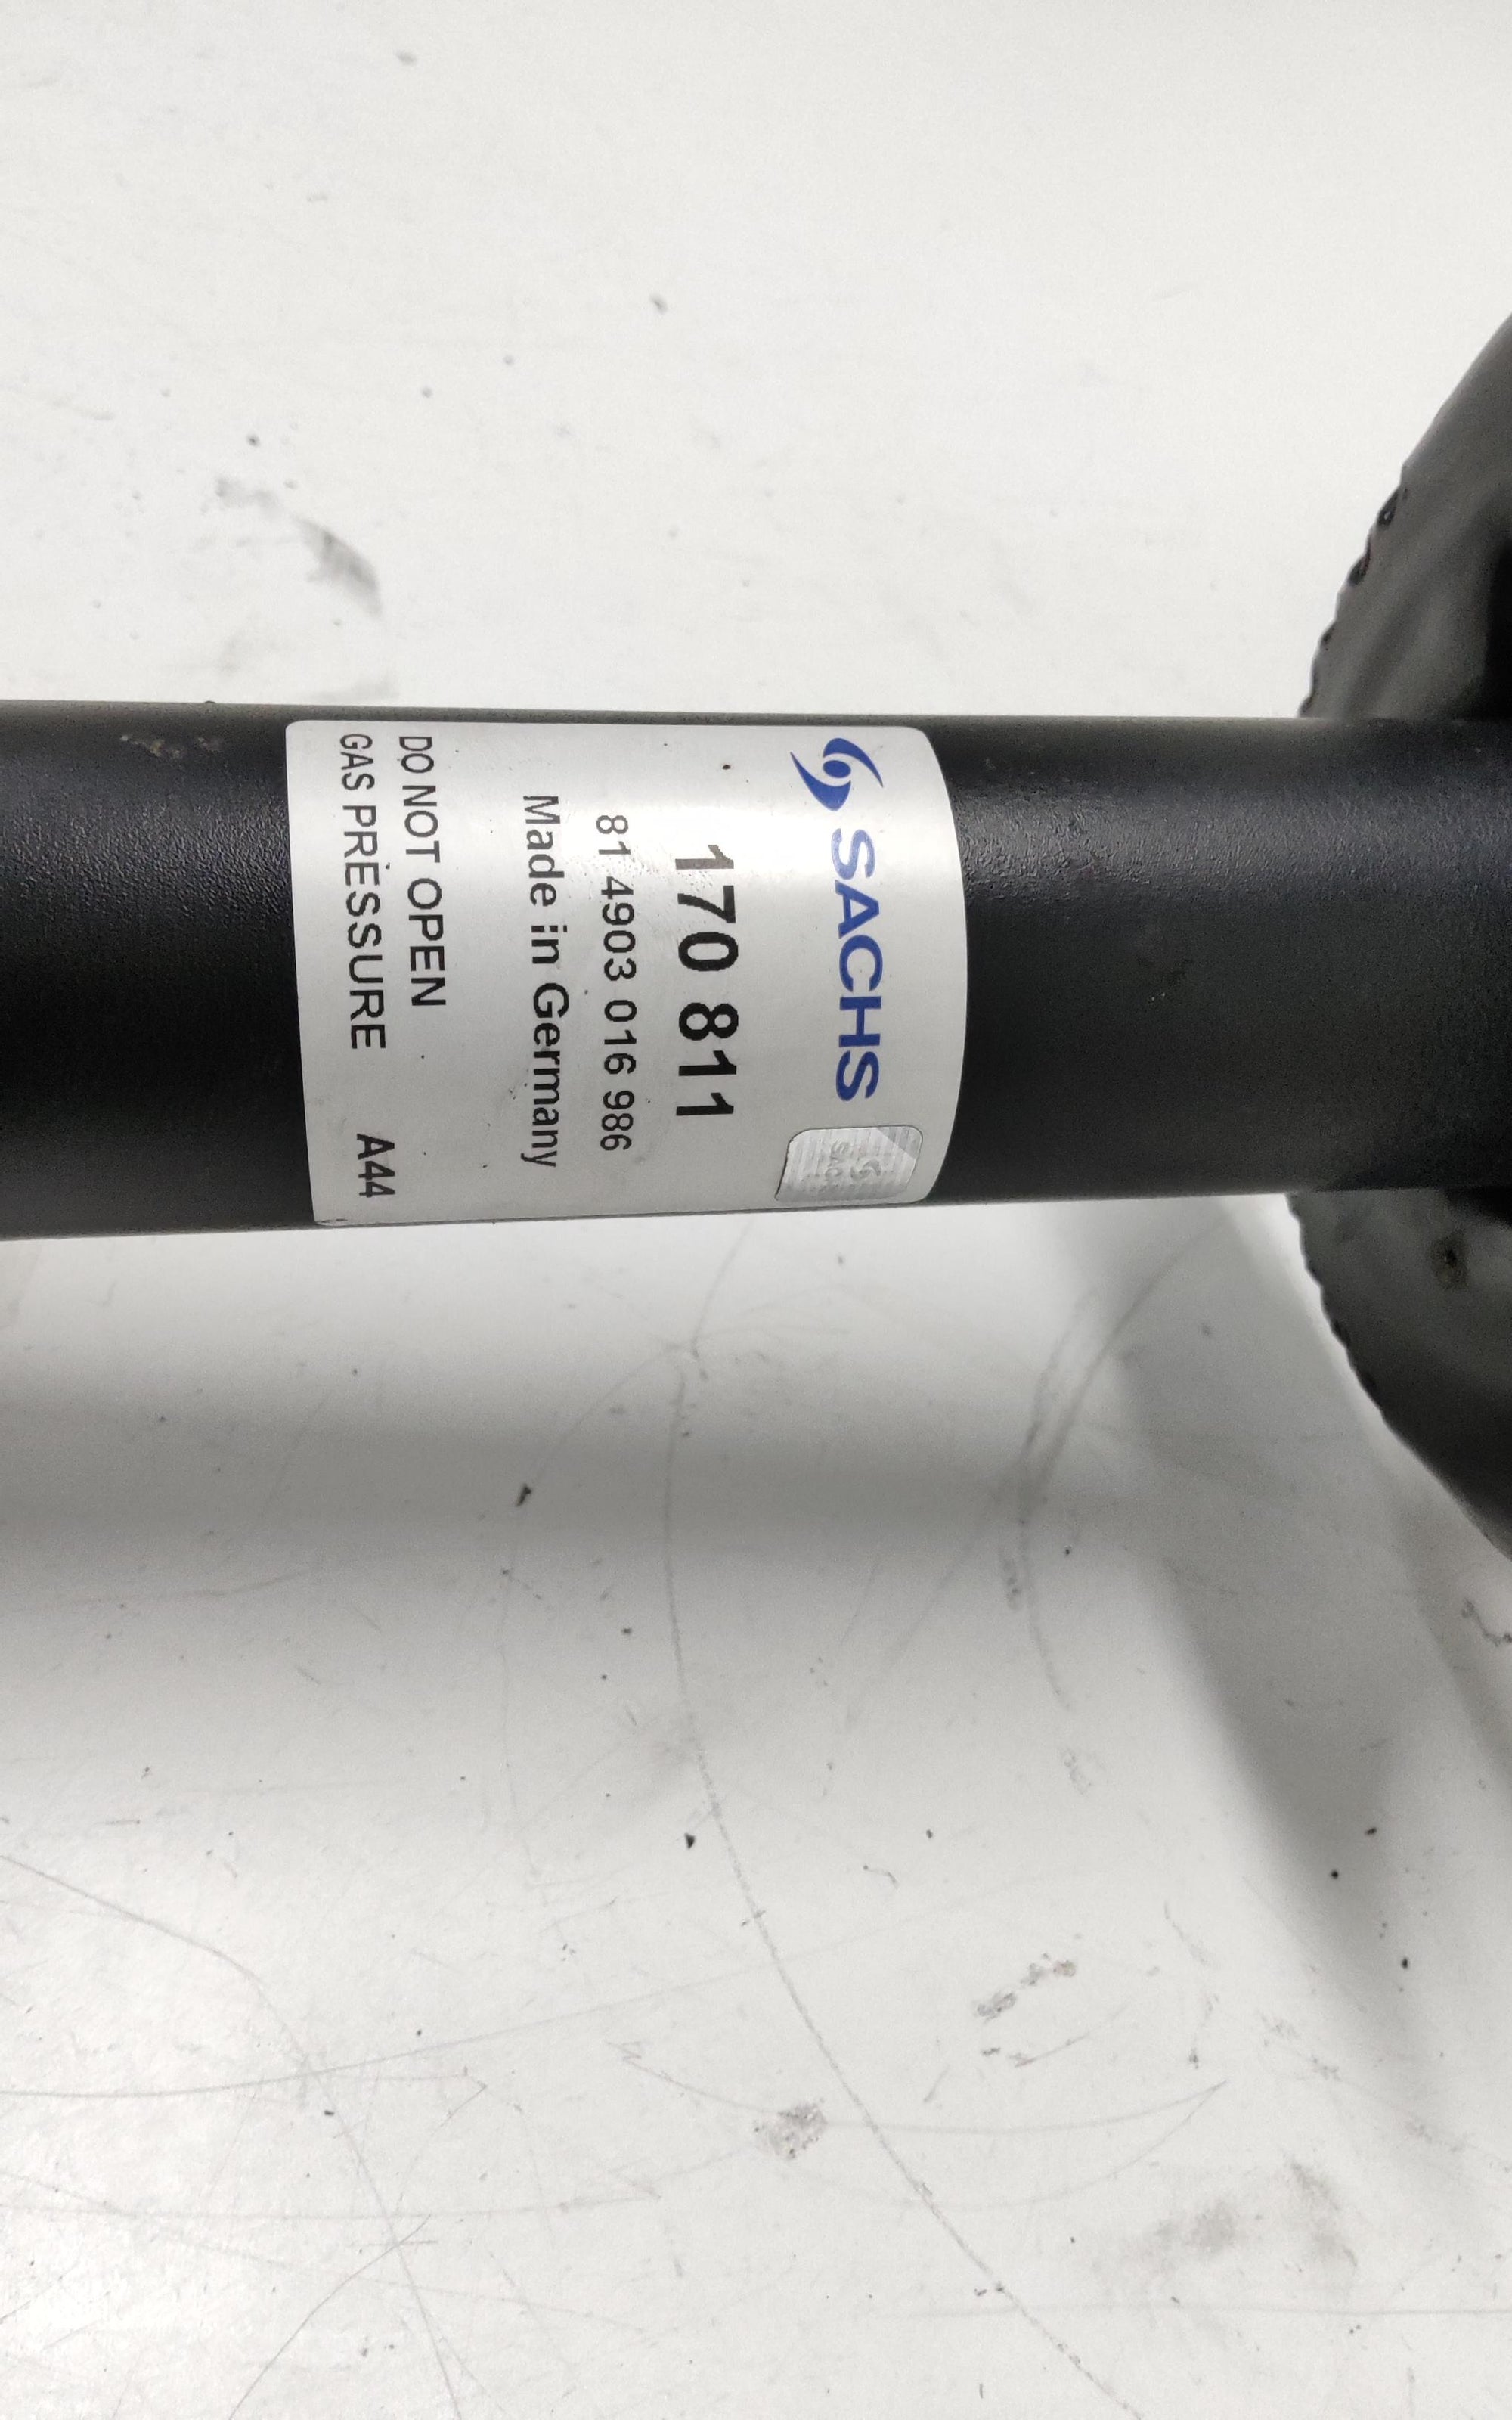 SACHS
170 811
81 4903 016 986
Made in Germany
DO NOT OPEN
GAS PRESSURE A44